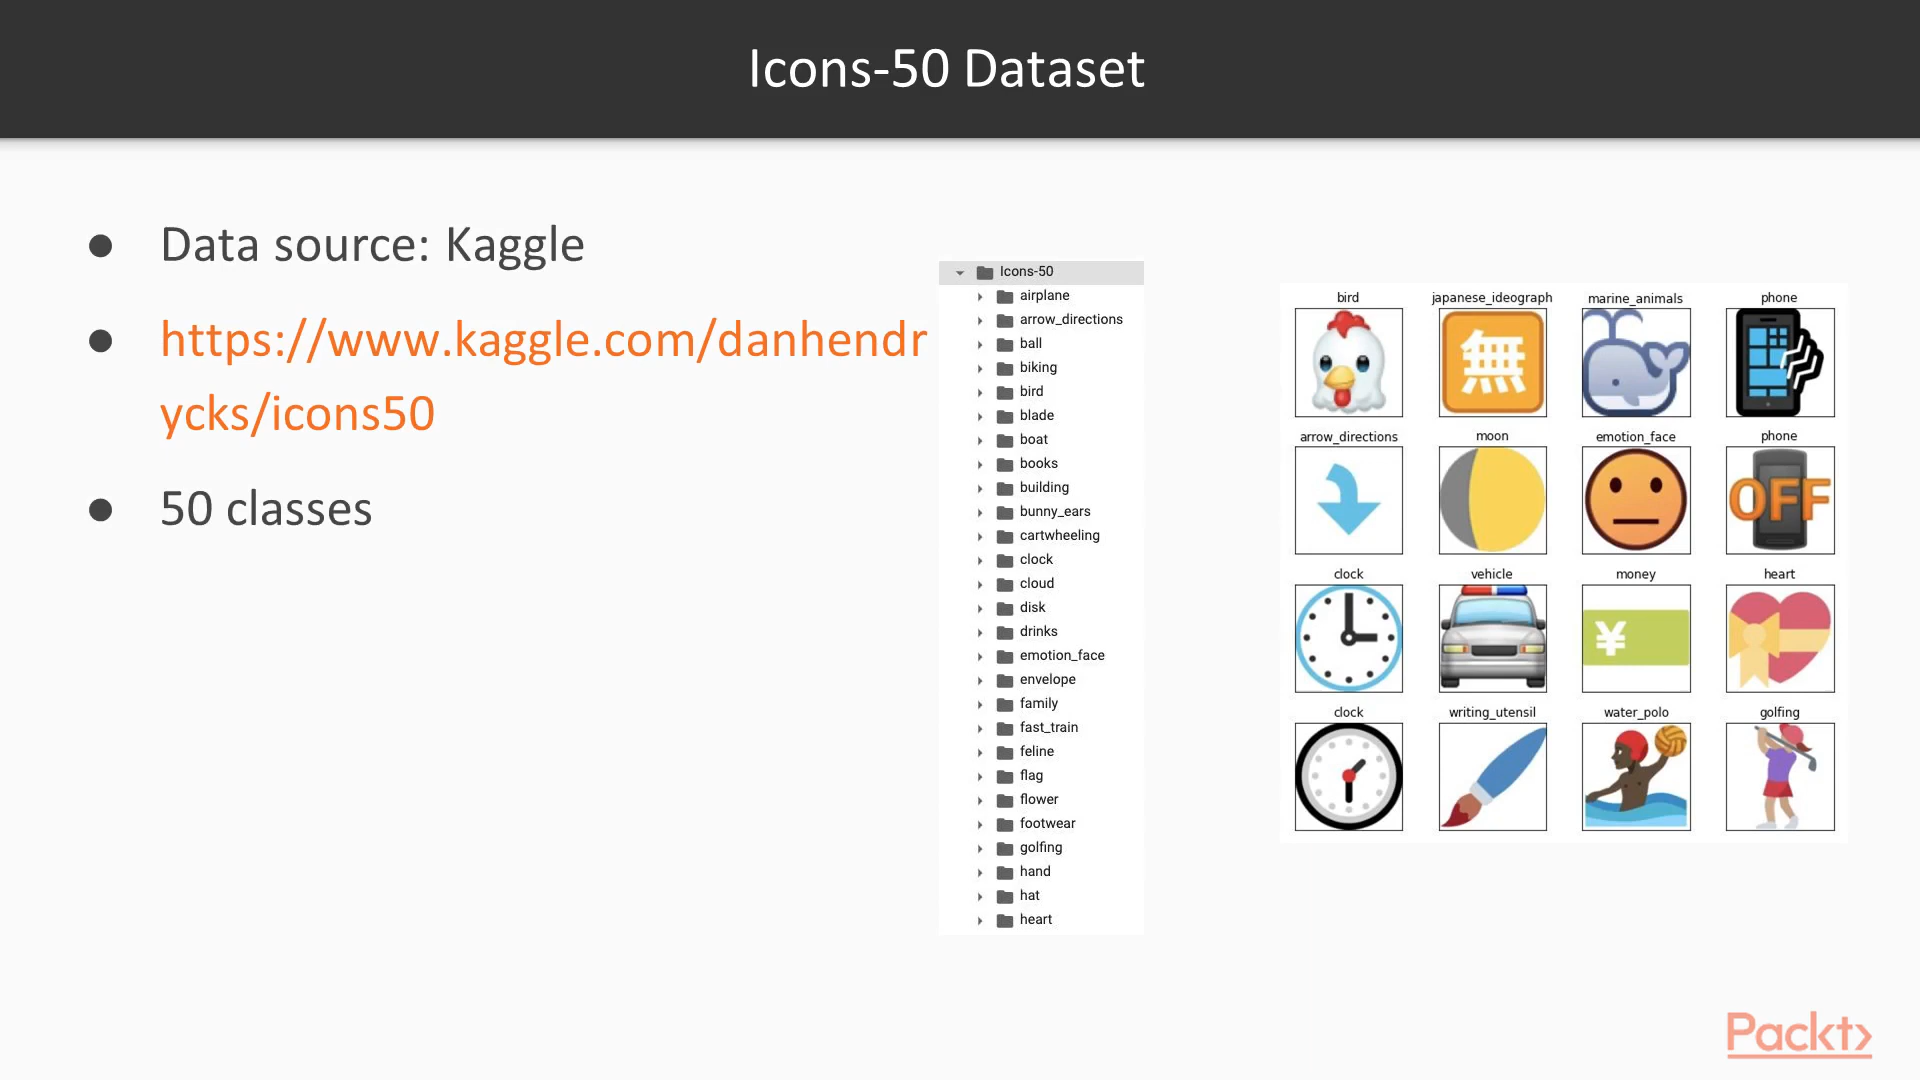 Icons-50 Dataset
● Data source: Kaggle
● https://www.kaggle.com/danhendr
ycks/icons50
● 50 classes
Icons-50
airplane
arrow_directions
ball
biking
bird
blade
boat
books
building
bunny_ears
cartwheeling
clock
cloud
disk
drinks
emotion_face
envelope
family
fast_train
feline
flag
flower
footwear
golfing
hand
hat
heart
bird japanese_ideograph marine_animals phone
無
arrow_directions moon emotion_face phone
OFF
clock vehicle money heart
¥
clock writing_utensil water_polo golfing
Packt>